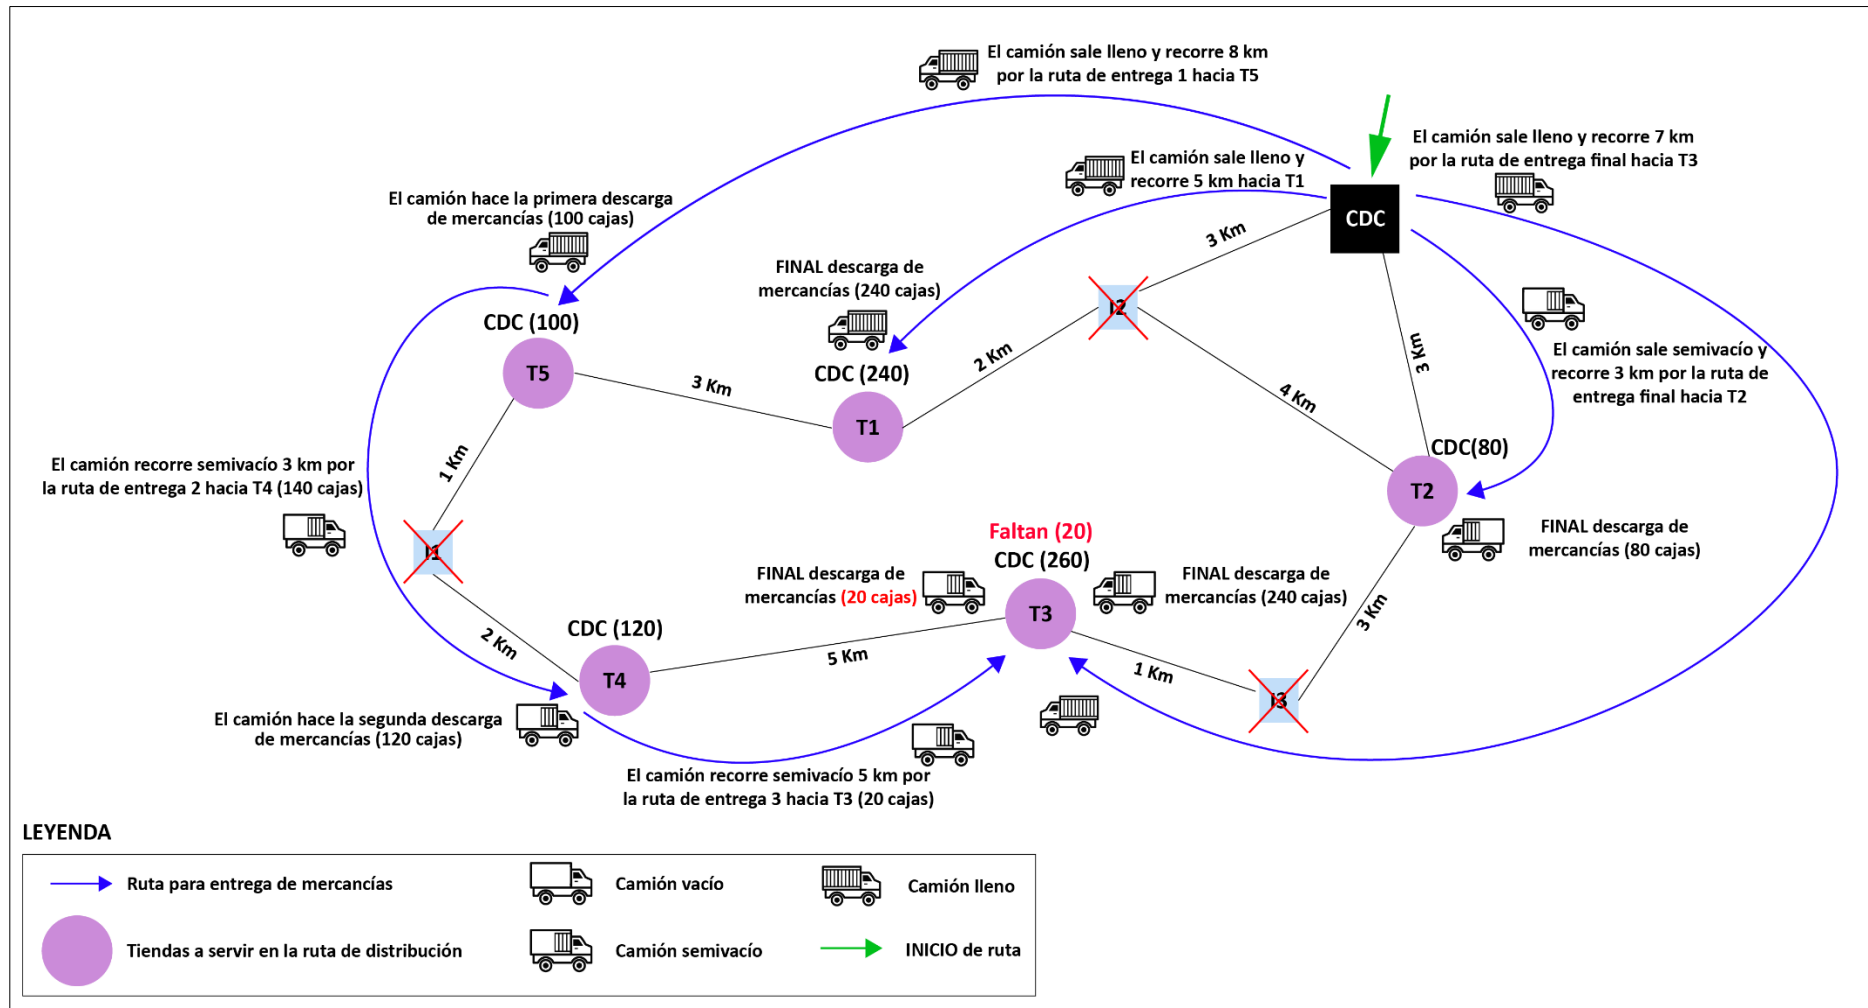 El camión sale lleno y recorre 8 km
por la ruta de entrega 1 hacia T5
El camión sale lleno y recorre 7 km
por la ruta de entrega final hacia T3
El camión sale lleno y
recorre 5 km hacia T1
El camión hace la primera descarga
de mercancías (100 cajas)
CDC
3 Km
FINAL descarga de
mercancías (240 cajas)
I2
CDC (100)
T5
3 Km
CDC (240)
T1
2 Km
4 Km
3 Km
El camión sale semivacío y
recorre 3 km por la ruta de
entrega final hacia T2
CDC(80)
T2
El camión recorre semivacío 3 km por
la ruta de entrega 2 hacia T4 (140 cajas)
1 Km
I1
FINAL descarga de
mercancías (80 cajas)
Faltan (20)
CDC (260)
T3
FINAL descarga de
mercancías (20 cajas)
FINAL descarga de
mercancías (240 cajas)
3 Km
2 Km
CDC (120)
T4
5 Km
1 Km
I3
El camión hace la segunda descarga
de mercancías (120 cajas)
El camión recorre semivacío 5 km por
la ruta de entrega 3 hacia T3 (20 cajas)
LEYENDA
Ruta para entrega de mercancías
Camión vacío
Camión lleno
Tiendas a servir en la ruta de distribución
Camión semivacío
INICIO de ruta